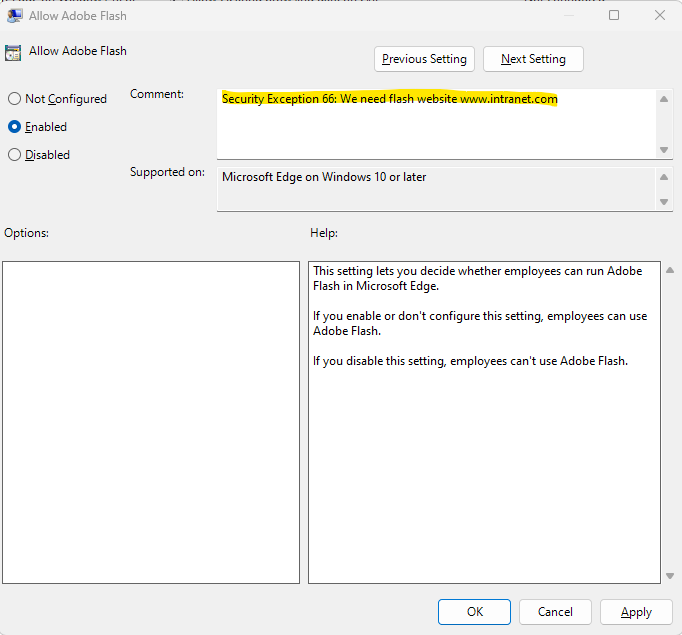 Allow Adobe Flash
Allow Adobe Flash
Previous Setting
Next Setting
Not Configured
Comment:
Security Exception 66: We need flash website www.intranet.com
Enabled
Disabled
Supported on:
Microsoft Edge on Windows 10 or later
Options:
Help:
This setting lets you decide whether employees can run Adobe
Flash in Microsoft Edge.
If you enable or don't configure this setting, employees can use
Adobe Flash.
If you disable this setting, employees can't use Adobe Flash.
OK
Cancel
Apply